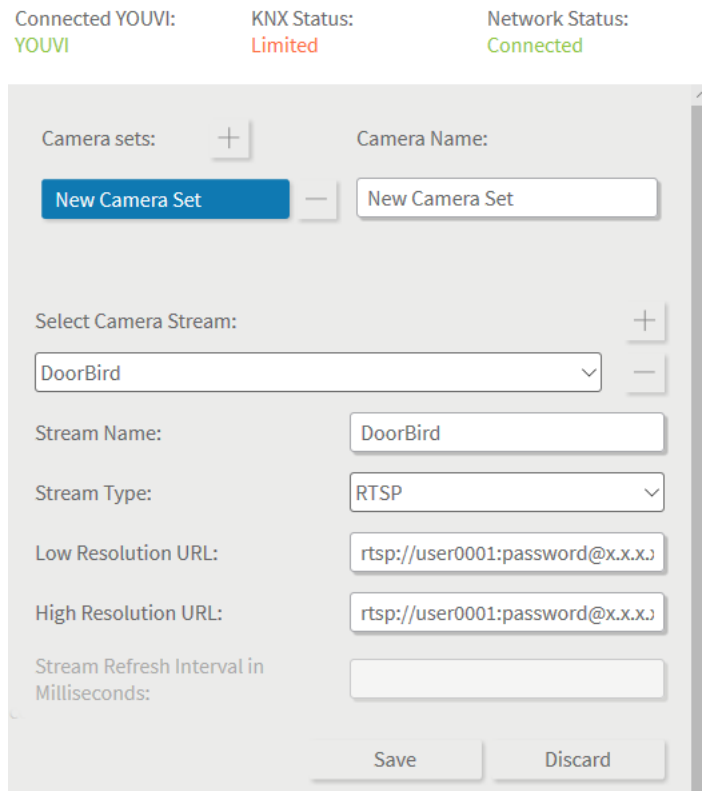 Connected YOUVI: KNX Status: Network Status:
YOUVI Limited Connected
Camera sets: Camera Name:
New Camera Set New Camera Set
Select Camera Stream:
DoorBird
Stream Name: DoorBird
Stream Type: RTSP
Low Resolution URL: rtsp://user0001:password@x.x.x.x
High Resolution URL: rtsp://user0001:password@x.x.x.x
Stream Refresh Interval in
Milliseconds:
Save Discard